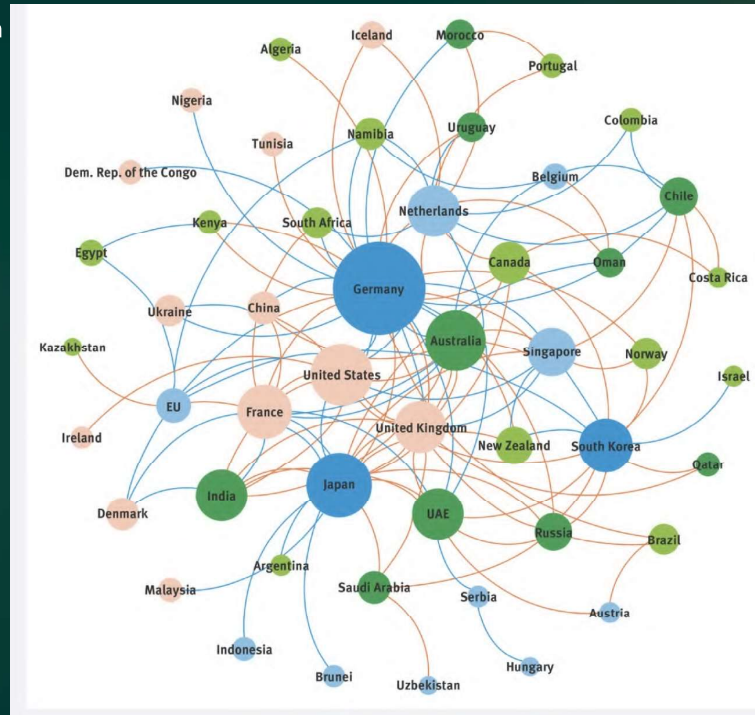 Iceland
Morocco
Algeria
Portugal
Nigeria
Namibia
Uruguay
Colombia
Tunisia
Dem. Rep. of the Congo
Belgium
Chile
Netherlands
Kenya
South Africa
Egypt
Canada
Oman
Costa Rica
Germany
Ukraine
China
Kazakhstan
Australia
Singapore
Norway
United States
Israel
EU
France
United Kingdom
Ireland
New Zealand
South Korea
Qatar
Japan
India
Denmark
UAE
Russia
Brazil
Argentina
Malaysia
Saudi Arabia
Serbia
Austria
Indonesia
Hungary
Brunei
Uzbekistan